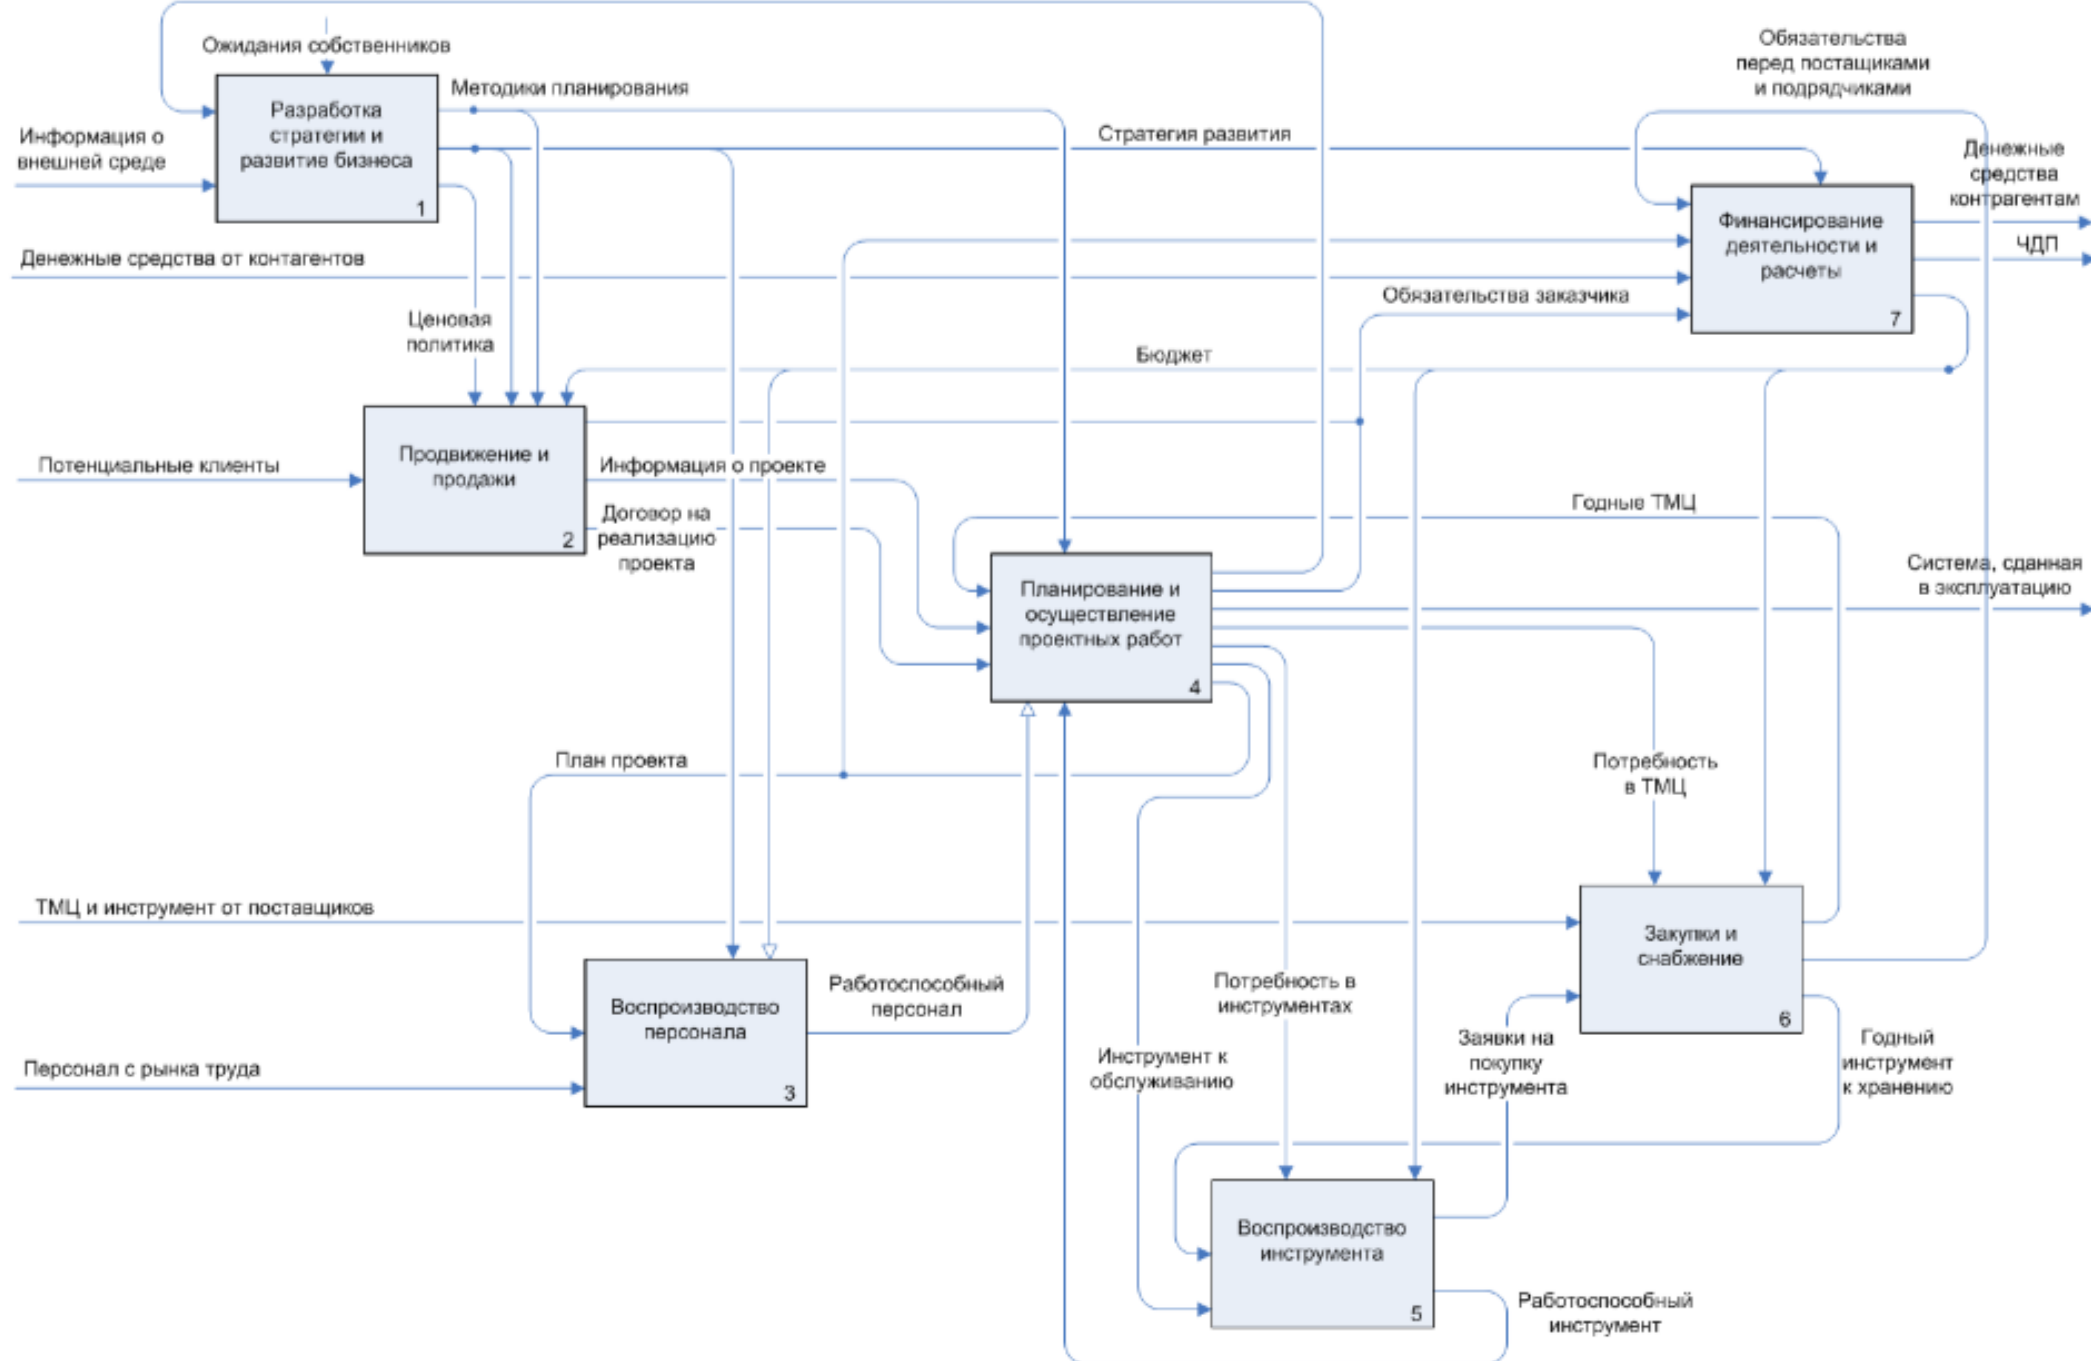 Ожидания собственников
Обязательства
перед постащиками
и подрядчиками
Методики планирования
Разработка
стратегии и
развитие бизнеса
1
Информация о
внешней среде
Стратегия развития
Денежные
средства
контрагентам
Финансирование
деятельности и
расчеты
7
ЧДП
Денежные средства от контагентов
Обязательства заказчика
Ценовая
политика
Бюджет
Потенциальные клиенты
Продвижение и
продажи
2
Информация о проекте
Договор на
реализацию
проекта
Годные ТМЦ
Система, сданная
в эксплуатацию
Планирование и
осуществление
проектных работ
4
План проекта
Потребность
в ТМЦ
ТМЦ и инструмент от поставщиков
Закупки и
снабжение
6
Воспроизводство
персонала
3
Работоспособный
персонал
Потребность в
инструментах
Персонал с рынка труда
Инструмент к
обслуживанию
Заявки на
покупку
инструмента
Годный
инструмент
к хранению
Воспроизводство
инструмента
5
Работоспособный
инструмент